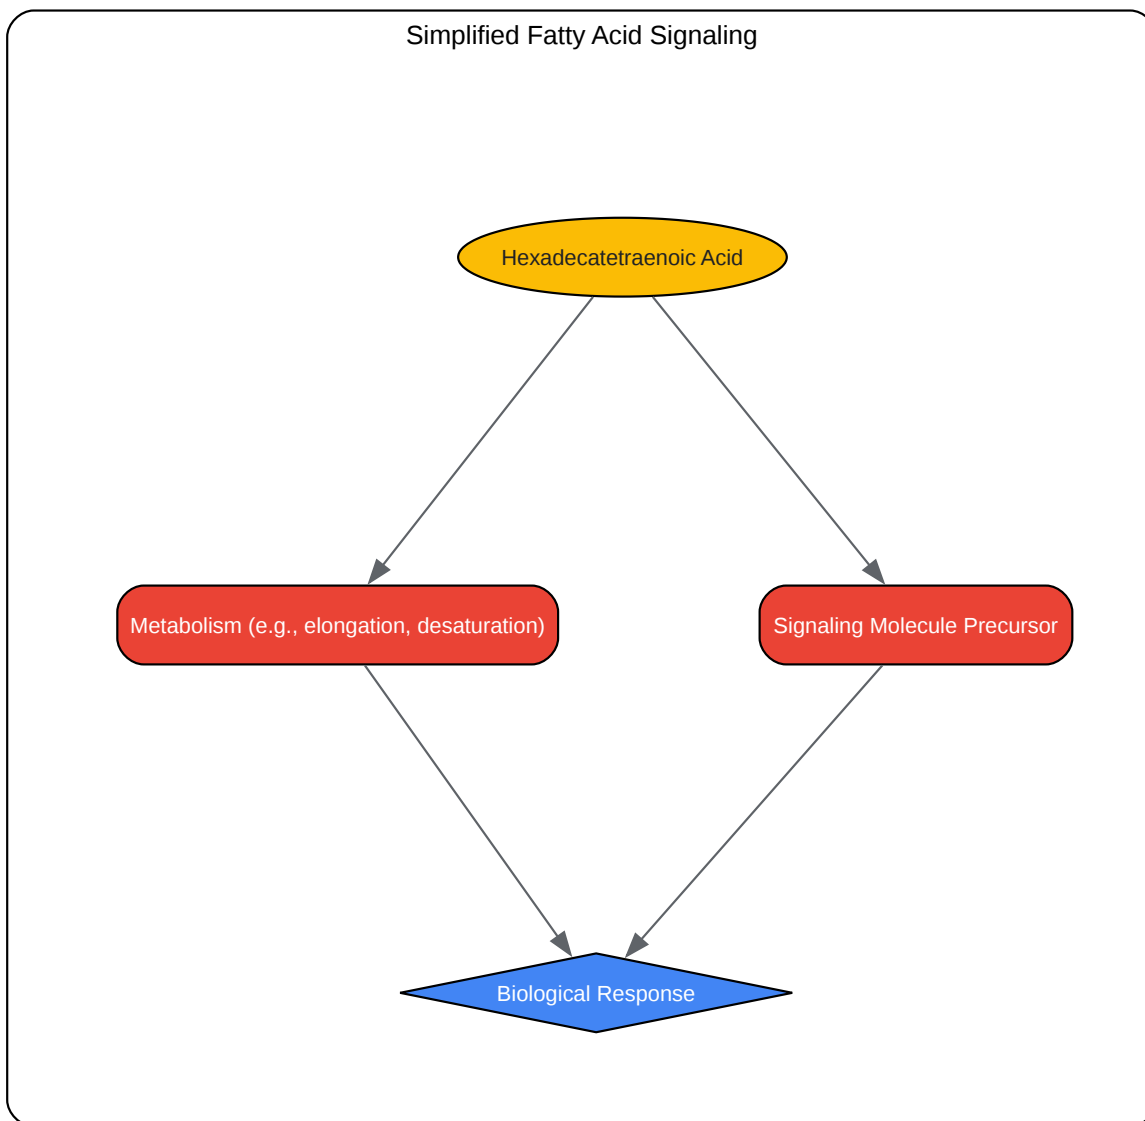 Simplified Fatty Acid Signaling
Hexadecatetraenoic Acid
Metabolism (e.g., elongation, desaturation)
Signaling Molecule Precursor
Biological Response